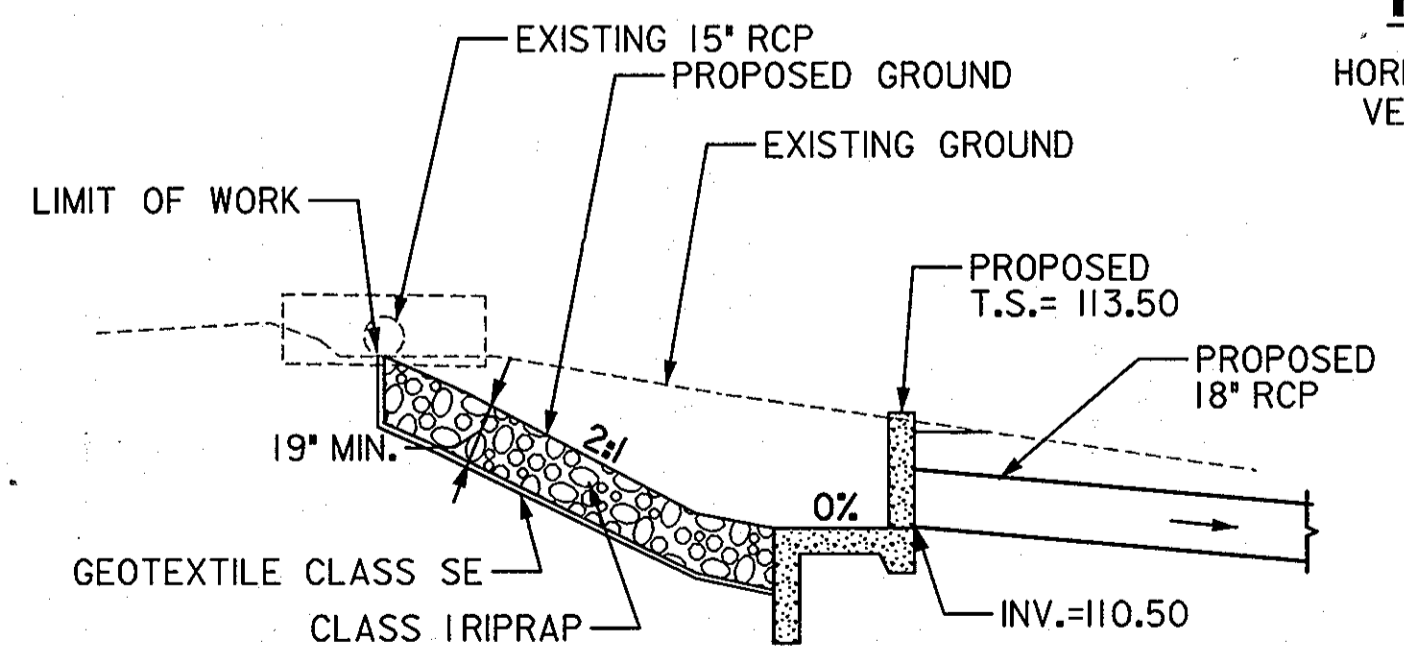 EXISTING 15" RCP
PROPOSED GROUND
HORI
VE
EXISTING GROUND
LIMIT OF WORK
PROPOSED
T.S.= 113.50
PROPOSED
18" RCP
19" MIN.
2:1
0%
GEOTEXTILE CLASS SE
CLASS I RIPRAP
INV.=110.50